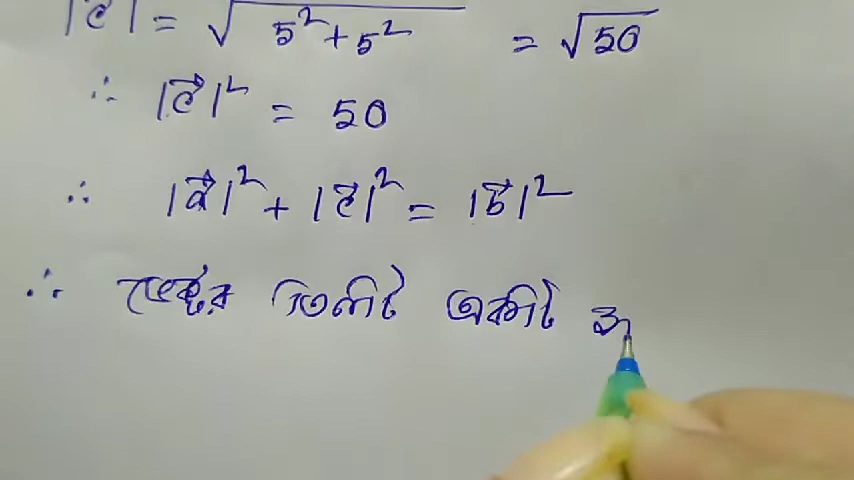 |c⃗| = √5²+5² = √50
∴ |c⃗|² = 50
∴ |a⃗|² + |c⃗|² = |b⃗|²
∴ ভেক্টর তিনটি একটি স